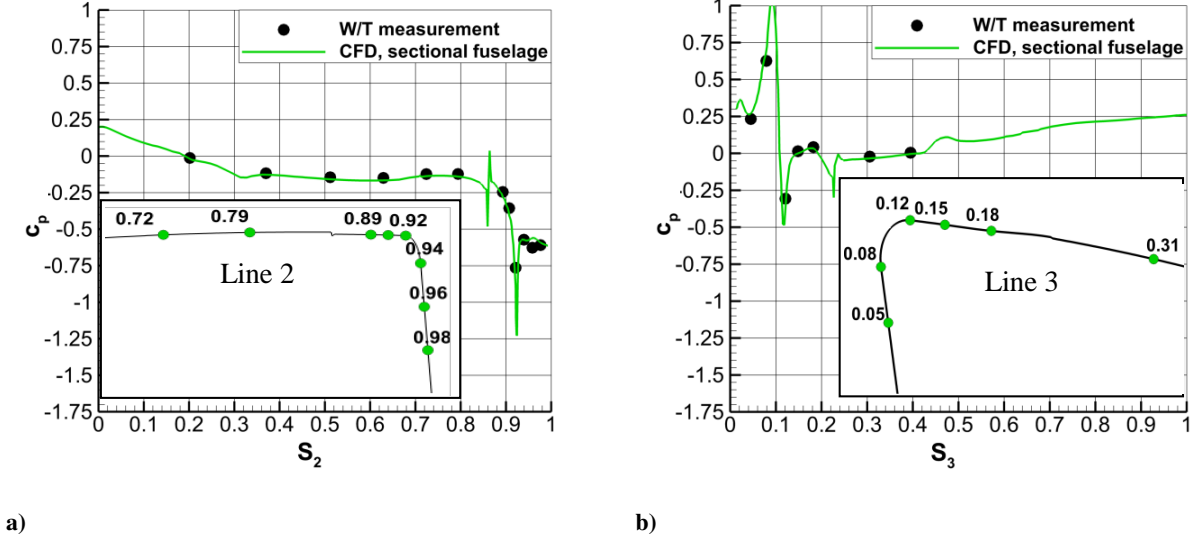 W/T measurement
CFD, sectional fuselage
1
0.75
0.5
0.25
0
-0.25
-0.5
-0.75
-1
-1.25
-1.5
-1.75
cp
0 0.1 0.2 0.3 0.4 0.5 0.6 0.7 0.8 0.9 1
S2
0.72 0.79 0.89 0.92
0.94
0.96
0.98
Line 2
a)
W/T measurement
CFD, sectional fuselage
1
0.75
0.5
0.25
0
-0.25
-0.5
-0.75
-1
-1.25
-1.5
-1.75
cp
0 0.1 0.2 0.3 0.4 0.5 0.6 0.7 0.8 0.9 1
S3
0.12 0.15 0.18
0.08
0.31
0.05
Line 3
b)